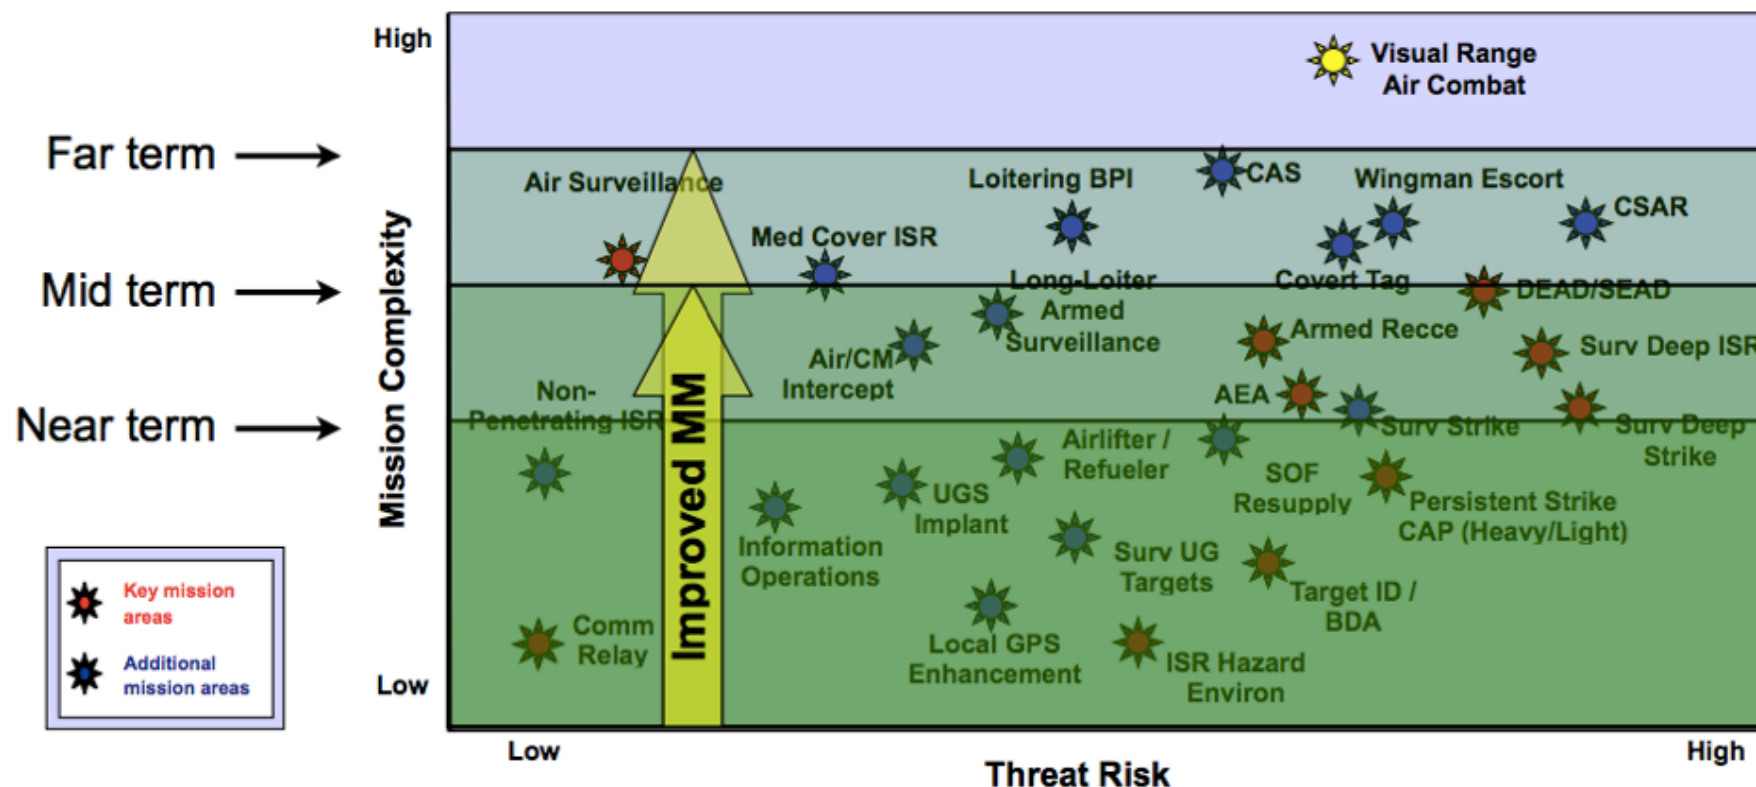 High
Visual Range
Air Combat
Far term
Air Surveillance
Loitering BPI
CAS
Wingman Escort
CSAR
Med Cover ISR
Mid term
Long-Loiter
Armed
Surveillance
Covert Tag
DEAD/SEAD
Armed Recce
Surv Deep ISR
Air/CM
Intercept
Non-
Penetrating ISR
AEA
Near term
Surv Strike
Surv Deep
Strike
Airlifter /
Refueler
SOF
Resupply
Persistent Strike
CAP (Heavy/Light)
UGS
Implant
Information
Operations
Surv UG
Targets
Target ID /
BDA
Comm
Relay
Local GPS
Enhancement
ISR Hazard
Environ
Improved MM
Mission Complexity
Low
Low
High
Threat Risk
Key mission
areas
Additional
mission areas